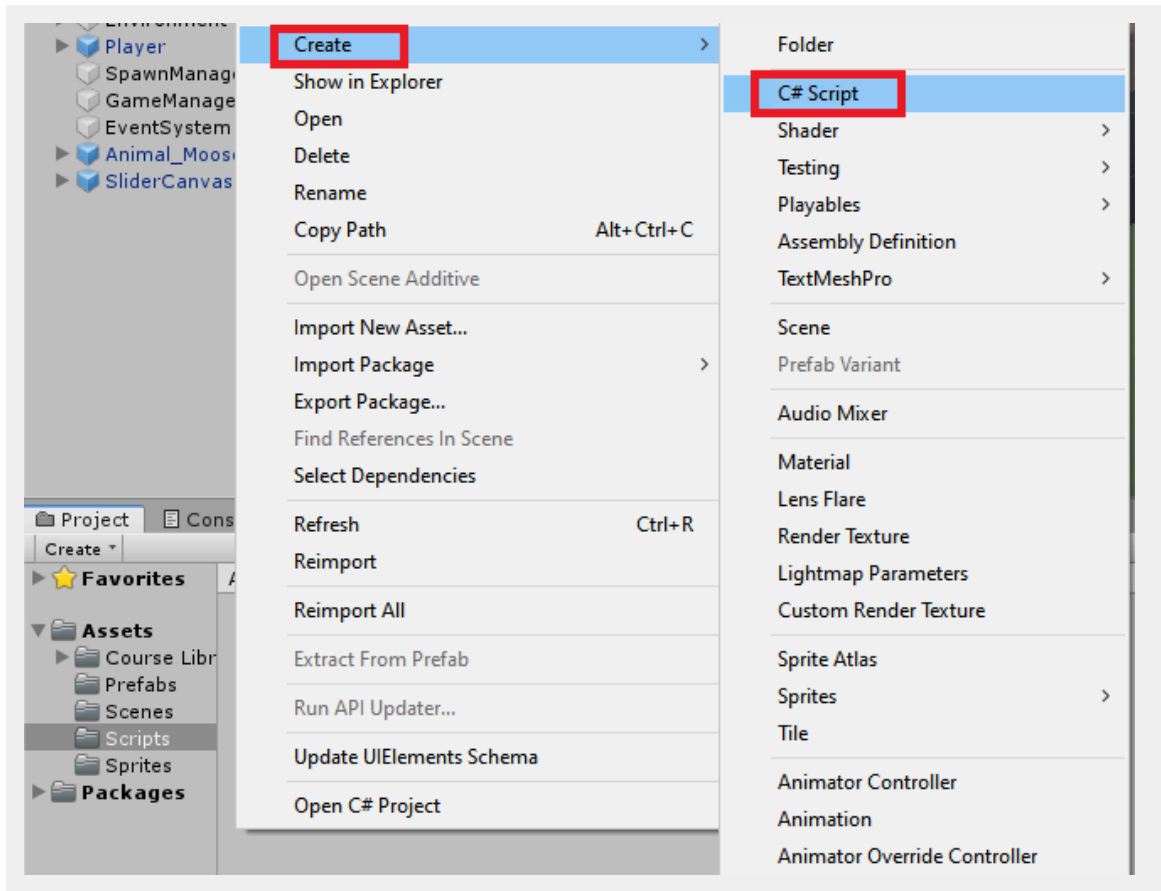 Player
SpawnManag
GameManage
EventSystem
Animal_Moos
SliderCanvas
Create
Show in Explorer
Open
Delete
Rename
Copy Path Alt+Ctrl+C
Open Scene Additive
Import New Asset...
Import Package
Export Package...
Find References In Scene
Select Dependencies
Refresh Ctrl+R
Reimport
Reimport All
Extract From Prefab
Run API Updater...
Update UIElements Schema
Open C# Project
Folder
C# Script
Shader
Testing
Playables
Assembly Definition
TextMeshPro
Scene
Prefab Variant
Audio Mixer
Material
Lens Flare
Render Texture
Lightmap Parameters
Custom Render Texture
Sprite Atlas
Sprites
Tile
Animator Controller
Animation
Animator Override Controller
Project Cons
Create
Favorites
Assets
Course Libr
Prefabs
Scenes
Scripts
Sprites
Packages